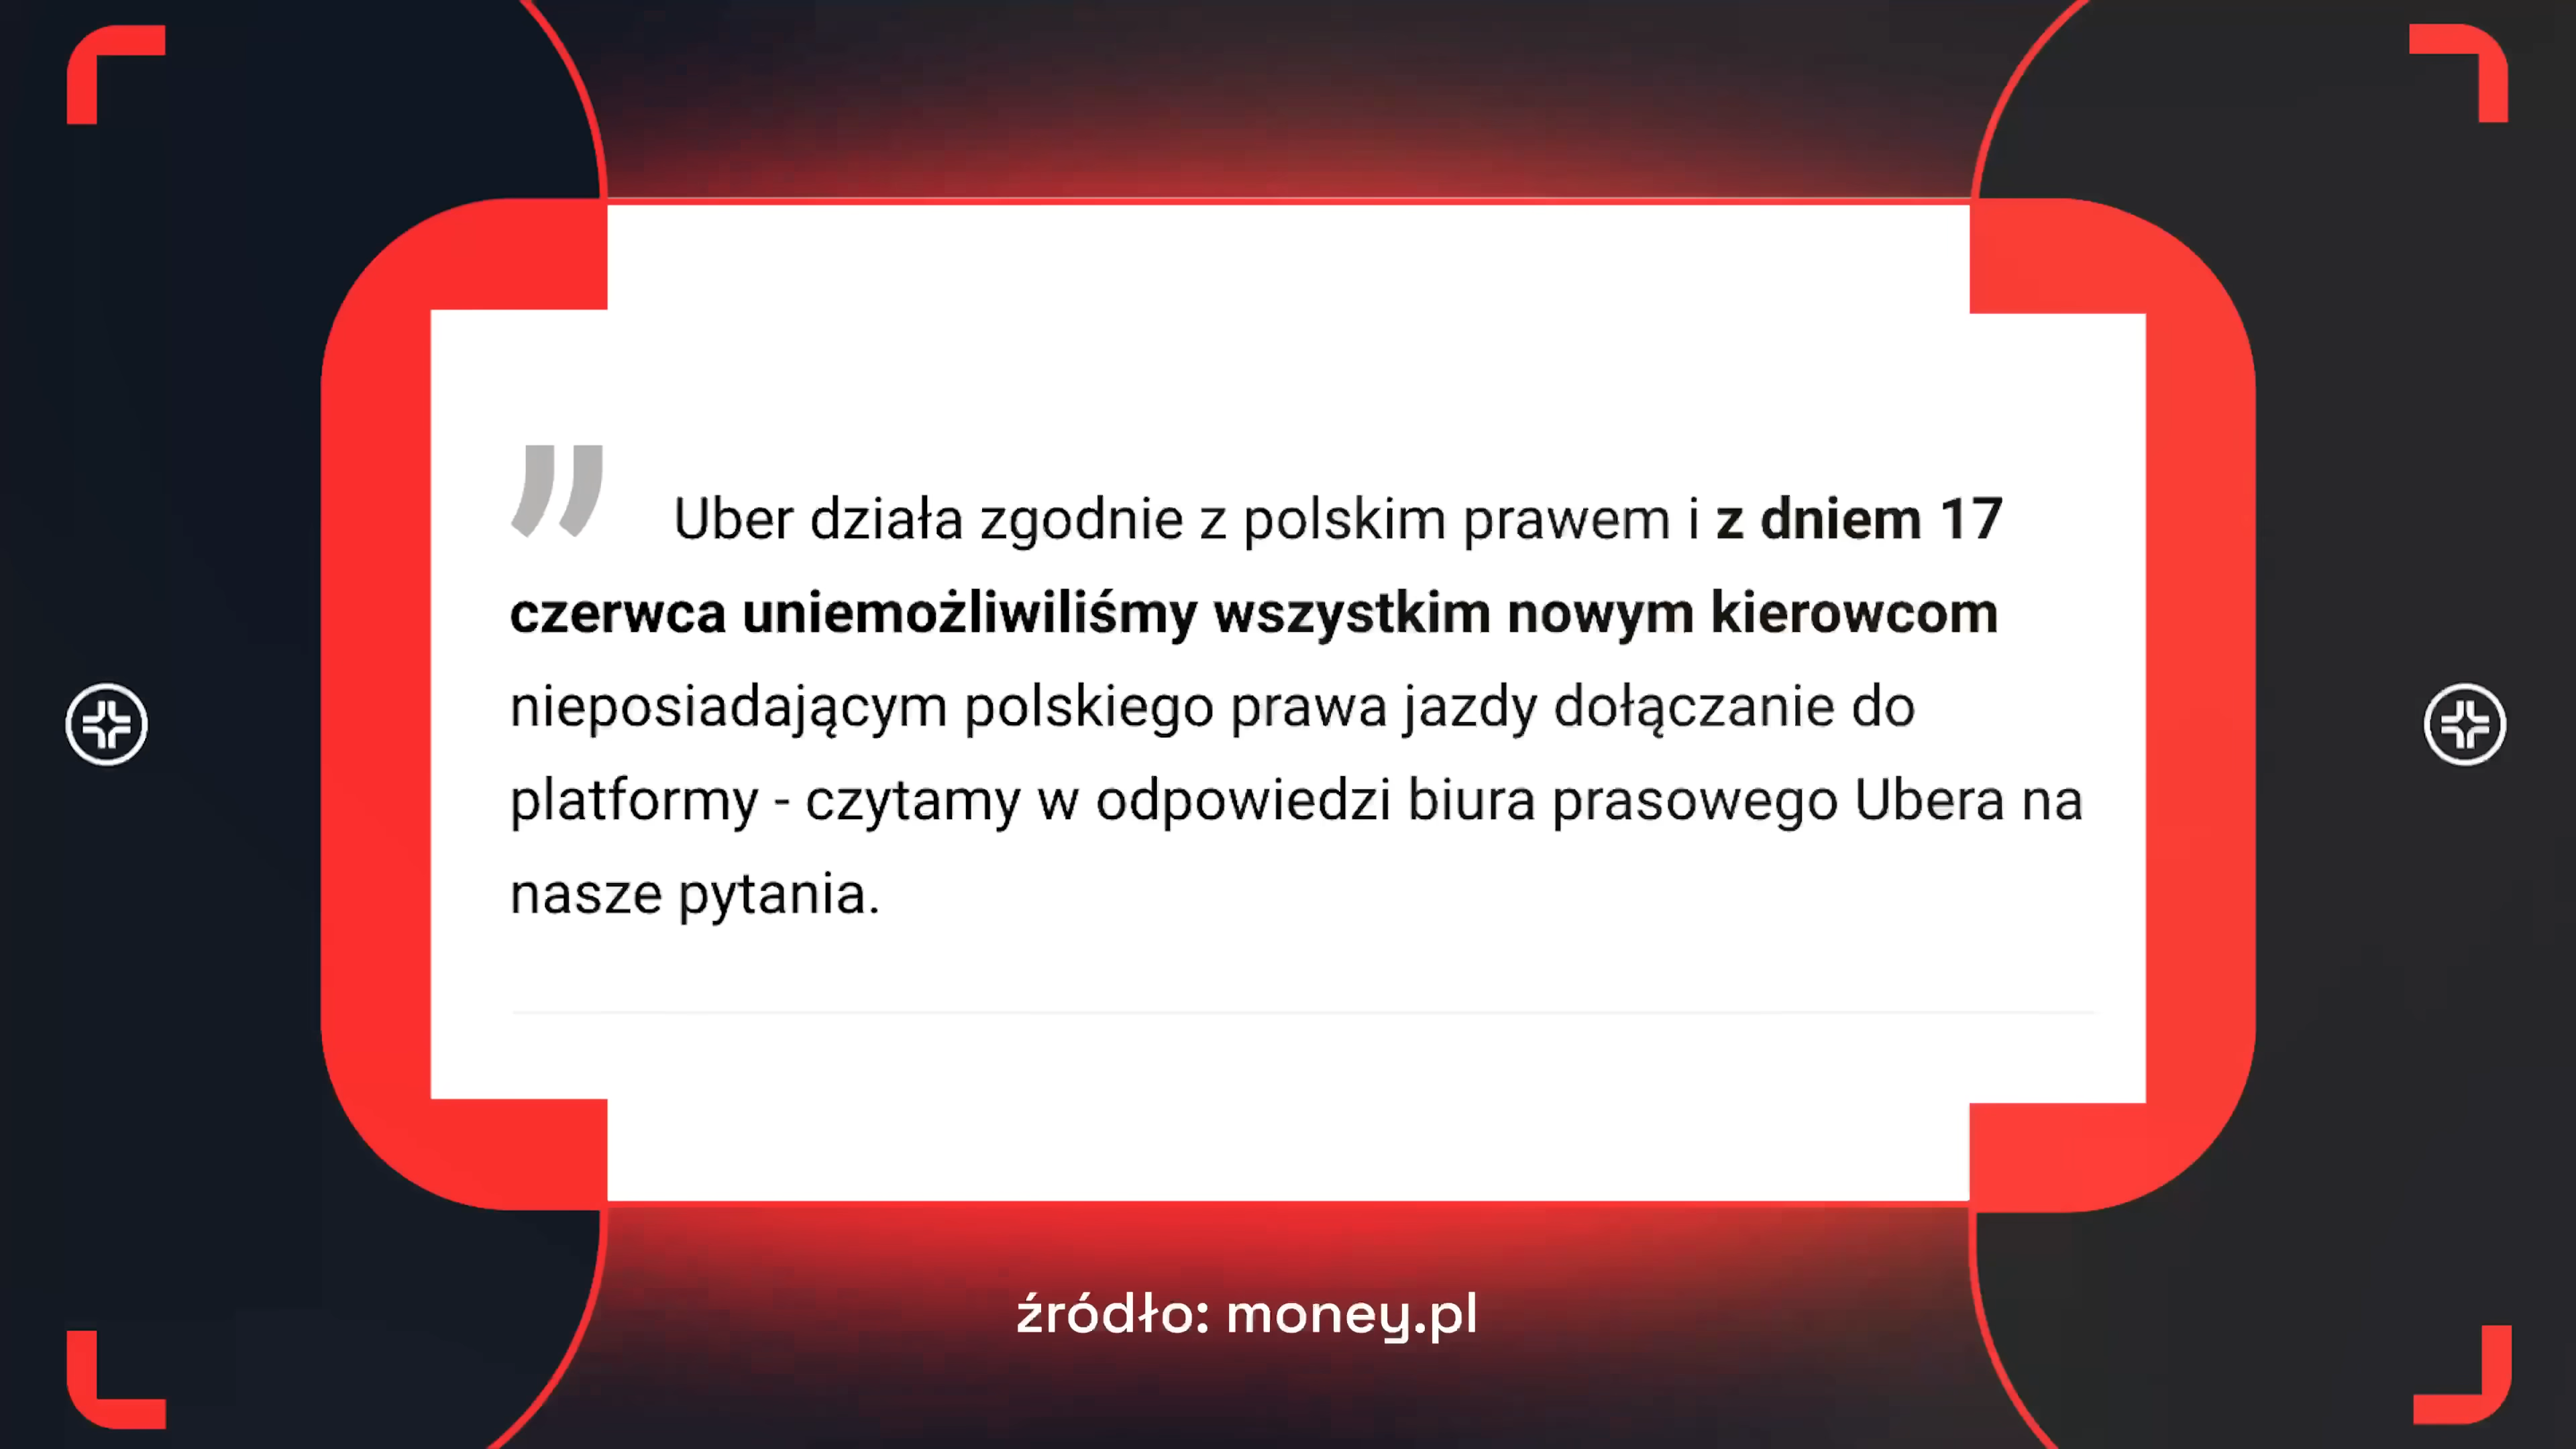 ” Uber działa zgodnie z polskim prawem i z dniem 17
czerwca uniemożliwiliśmy wszystkim nowym kierowcom
nieposiadającym polskiego prawa jazdy dołączanie do
platformy - czytamy w odpowiedzi biura prasowego Ubera na
nasze pytania.
źródło: money.pl